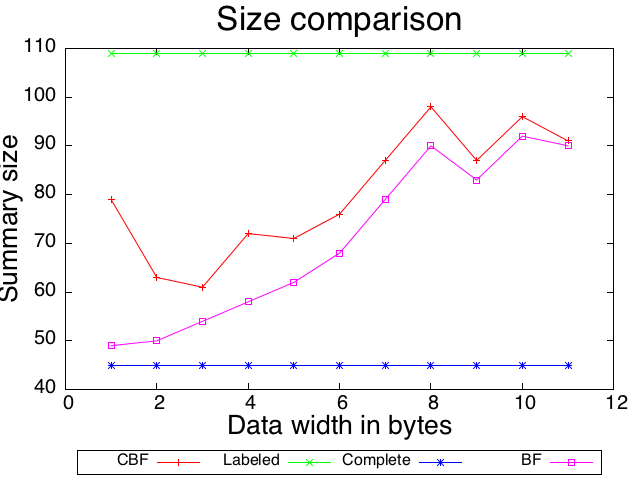 Size comparison
110
100
90
80
70
60
50
40
Summary size
0 2 4 6 8 10 12
Data width in bytes
CBF Labeled Complete BF